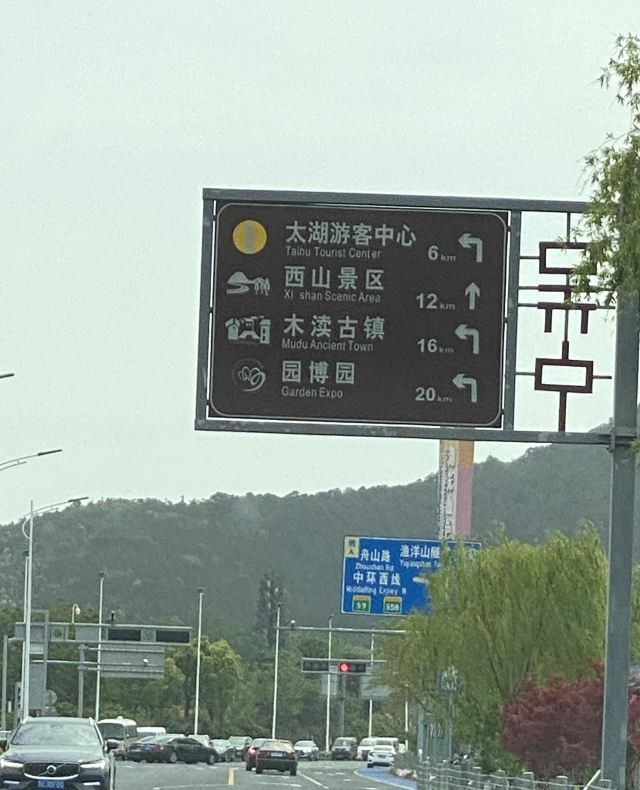 太湖游客中心
Taihu Tourist Center
6km
西山景区
Xi shan Scenic Area
12km
木渎古镇
Mudu Ancient Town
16km
园博园
Garden Expo
20km
舟山路
Zhoushan Rd
渔洋山隧
中环西线
MiddleRing Expwy W
S9
S58